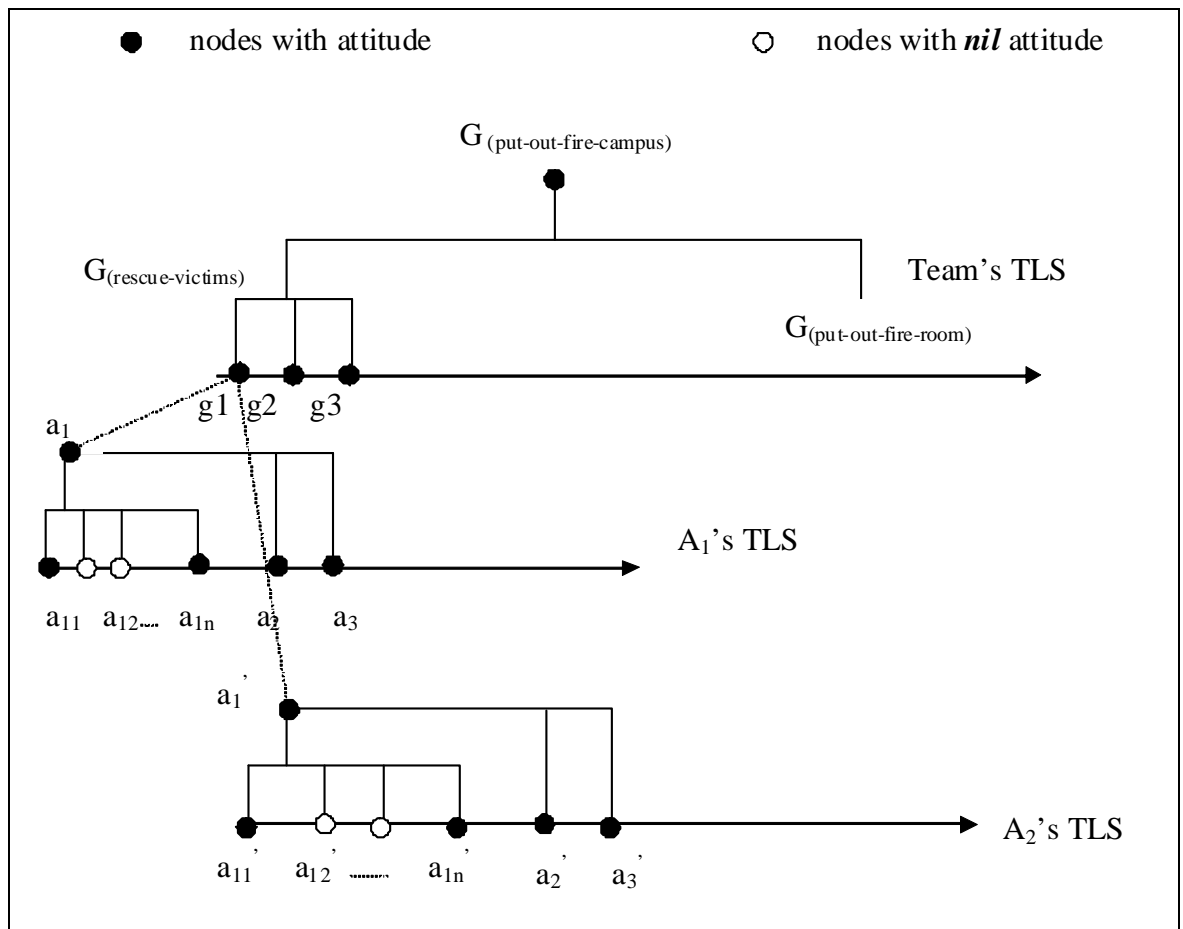 nodes with attitude
nodes with nil attitude
G (put-out-fire-campus)
G(rescue-victims)
Team's TLS
G(put-out-fire-room)
g1 g2 g3
a1
A1's TLS
a11 a12.... a1n a2 a3
a1'
A2's TLS
a11' a12' ....... a1n' a2' a3'